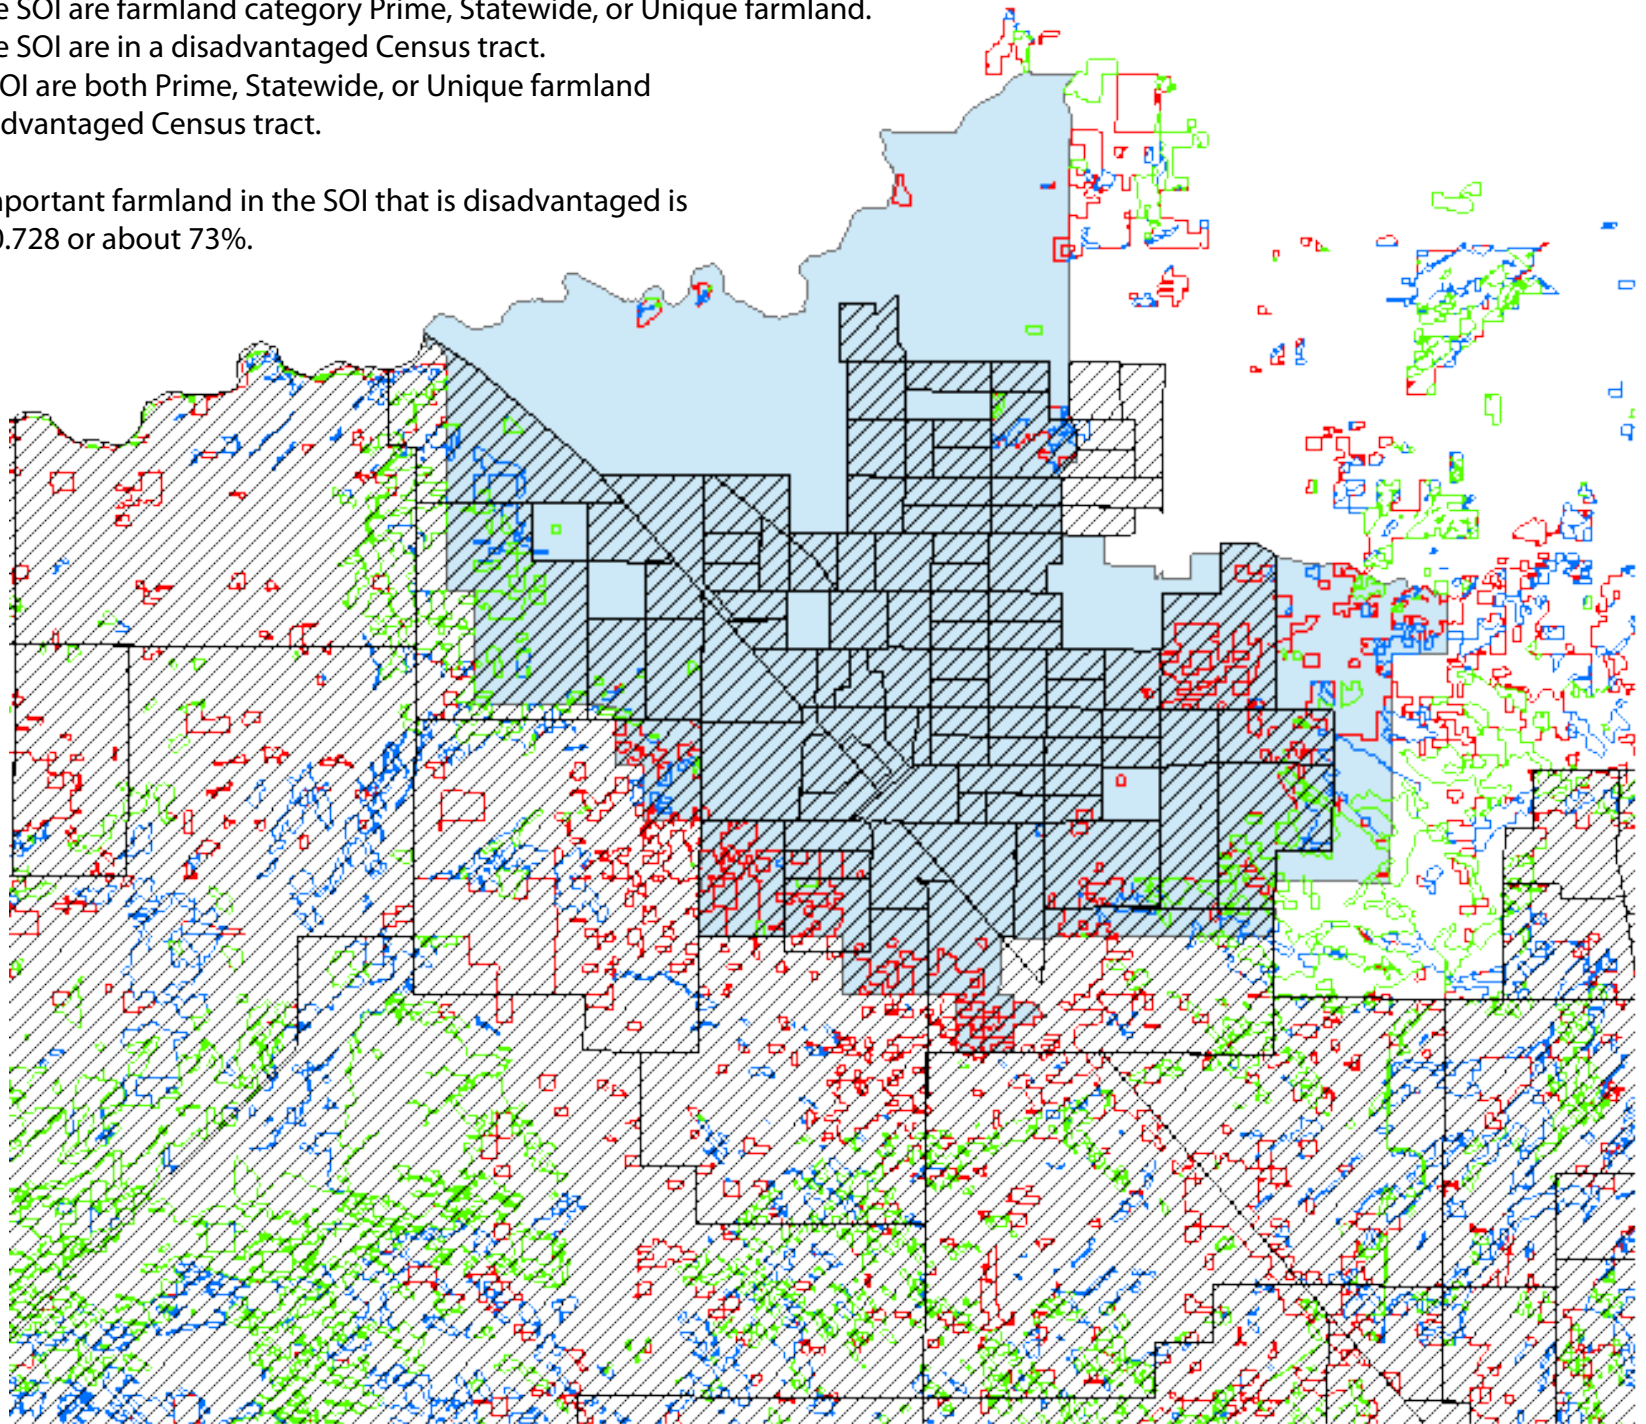 e SOI are farmland category Prime, Statewide, or Unique farmland.
e SOI are in a disadvantaged Census tract.
OI are both Prime, Statewide, or Unique farmland
dvantaged Census tract.
portant farmland in the SOI that is disadvantaged is
0.728 or about 73%.